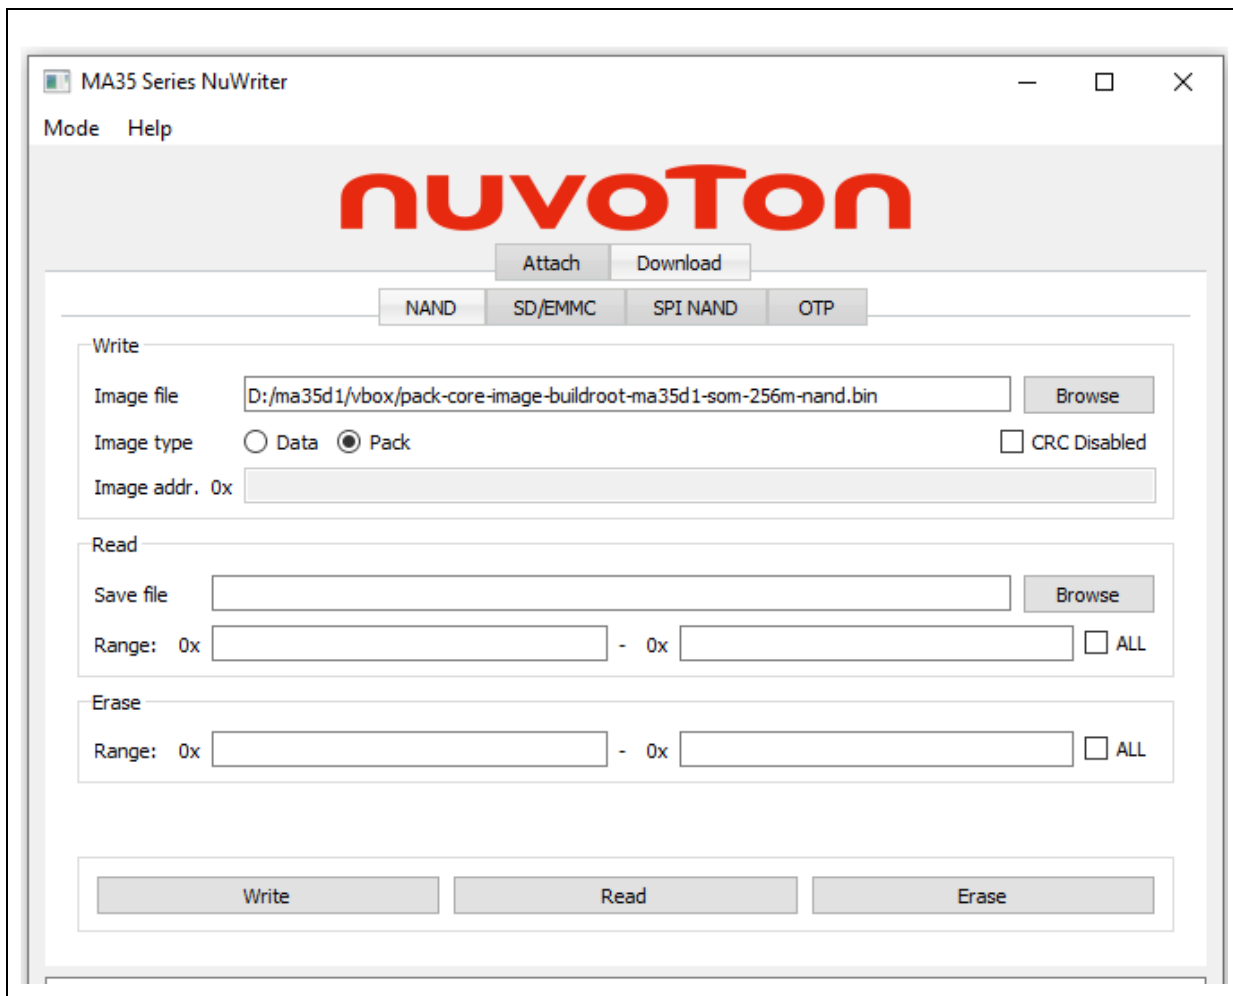 MA35 Series NuWriter
Mode Help
nuvoTon
Attach Download
NAND SD/EMMC SPI NAND OTP
Write
Image file D:/ma35d1/vbox/pack-core-image-buildroot-ma35d1-som-256m-nand.bin Browse
Image type Data Pack CRC Disabled
Image addr. 0x
Read
Save file Browse
Range: 0x - 0x ALL
Erase
Range: 0x - 0x ALL
Write Read Erase